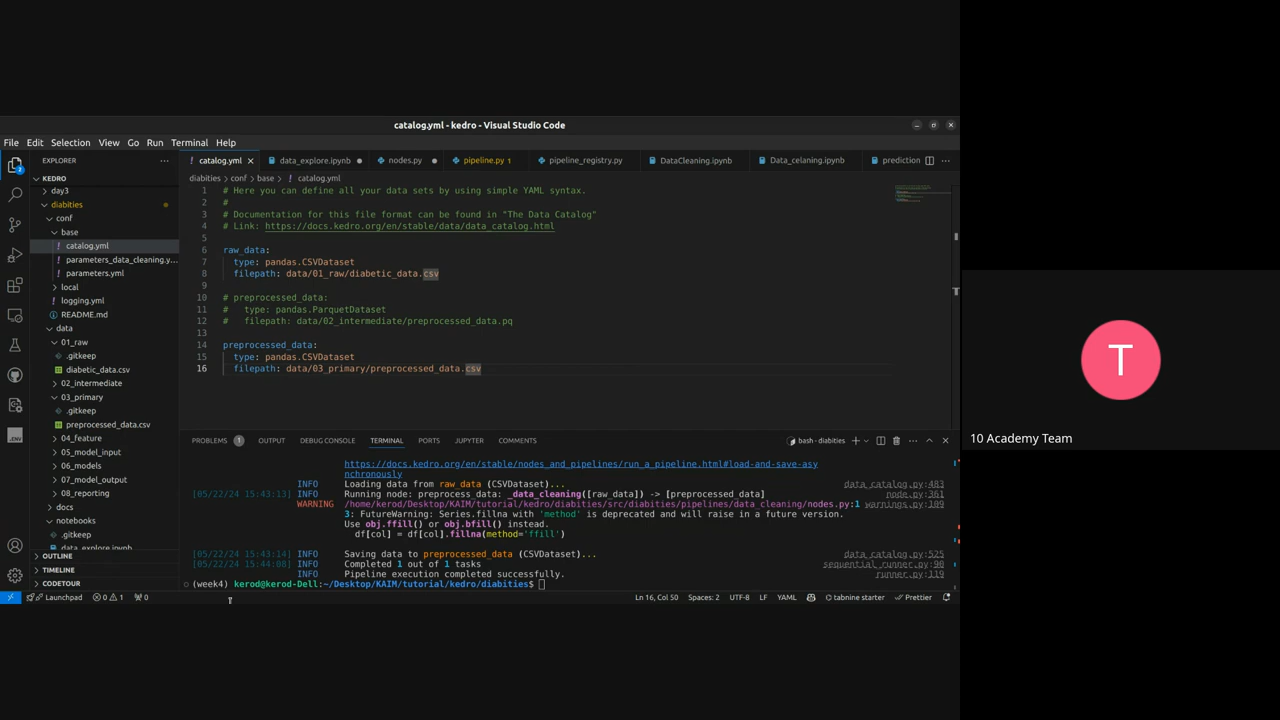 catalog.yml - kedro - Visual Studio Code
File Edit Selection View Go Run Terminal Help
EXPLORER
catalog.yml data_explore.ipynb nodes.py pipeline.py 1 pipeline_registry.py DataCleaning.ipynb Data_celaning.ipynb prediction
KEDRO
diabities > conf > base > catalog.yml
day3
diabities
conf
base
catalog.yml
parameters_data_cleaning.y...
parameters.yml
local
logging.yml
README.md
data
01_raw
.gitkeep
diabetic_data.csv
02_intermediate
03_primary
.gitkeep
preprocessed_data.csv
04_feature
05_model_input
06_models
07_model_output
08_reporting
docs
notebooks
data_explore.ipynb
OUTLINE
TIMELINE
CODETOUR
1 # Here you can define all your data sets by using simple YAML syntax.
2 #
3 # Documentation for this file format can be found in "The Data Catalog"
4 # Link: https://docs.kedro.org/en/stable/data/data_catalog.html
5
6 raw_data:
7 type: pandas.CSVDataset
8 filepath: data/01_raw/diabetic_data.csv
9
10 # preprocessed_data:
11 # type: pandas.ParquetDataset
12 # filepath: data/02_intermediate/preprocessed_data.pq
13
14 preprocessed_data:
15 type: pandas.CSVDataset
16 filepath: data/03_primary/preprocessed_data.csv
PROBLEMS 1 OUTPUT DEBUG CONSOLE TERMINAL PORTS JUPYTER COMMENTS bash - diabities
https://docs.kedro.org/en/stable/nodes_and_pipelines/run_a_pipeline.html#load-and-save-asy
nchronously
INFO Loading data from raw_data (CSVDataset)... data_catalog.py:483
[05/22/24 15:43:13] INFO Running node: preprocess_data: _data_cleaning([raw_data]) -> [preprocessed_data] node.py:361
WARNING /home/kerod/Desktop/KAIM/tutorial/kedro/diabities/src/diabities/pipelines/data_cleaning/nodes.py:1 warnings.py:109
3: FutureWarning: Series.fillna with 'method' is deprecated and will raise in a future version.
Use obj.ffill() or obj.bfill() instead.
df[col] = df[col].fillna(method='ffill')
[05/22/24 15:43:14] INFO Saving data to preprocessed_data (CSVDataset)... data_catalog.py:525
[05/22/24 15:44:08] INFO Completed 1 out of 1 tasks sequential_runner.py:90
INFO Pipeline execution completed successfully. runner.py:119
(week4) kerod@kerod-Dell:~/Desktop/KAIM/tutorial/kedro/diabities$
Launchpad 0 1 0 Ln 16, Col 50 Spaces: 2 UTF-8 LF YAML tabnine starter Prettier
T
10 Academy Team